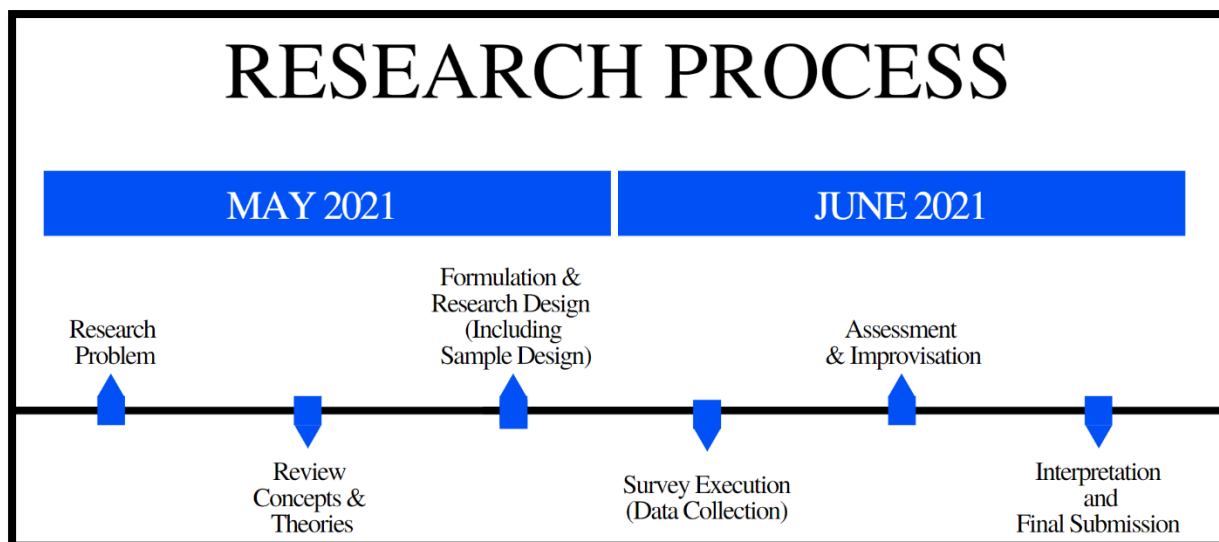 RESEARCH PROCESS
MAY 2021
JUNE 2021
Research
Problem
Review
Concepts &
Theories
Formulation &
Research Design
(Including
Sample Design)
Survey Execution
(Data Collection)
Assessment
& Improvisation
Interpretation
and
Final Submission